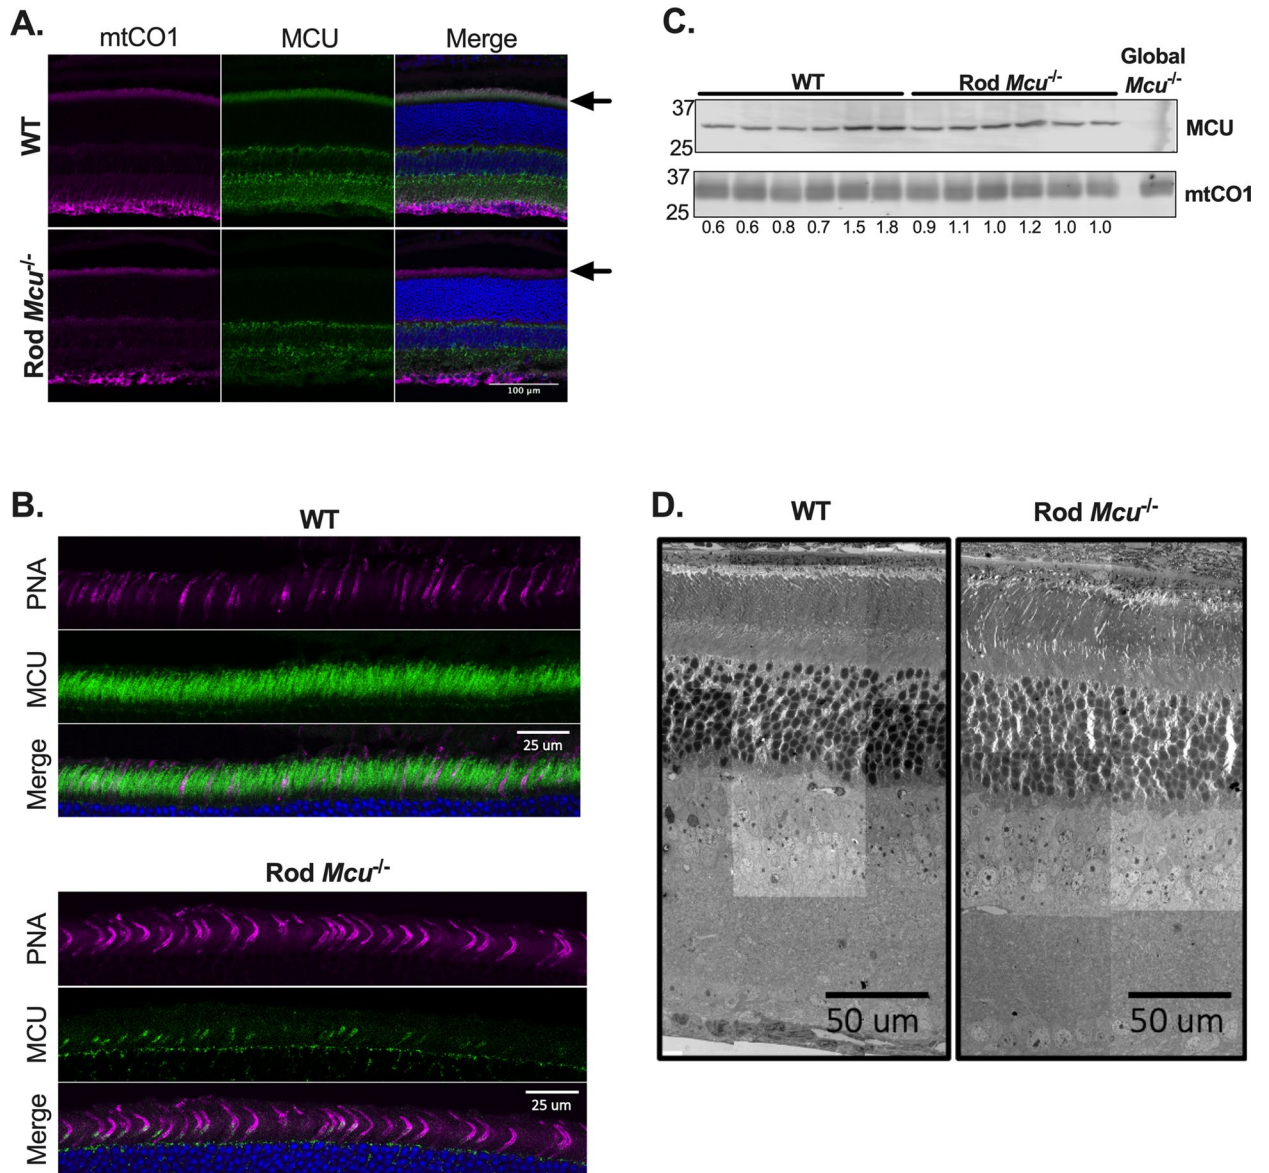 A.
mtCO1 MCU Merge
WT
Rod Mcu-/-
100 µm
B.
WT
PNA
MCU
Merge
25 um
Rod Mcu-/-
PNA
MCU
Merge
25 um
C.
Global
WT Rod Mcu-/- Mcu-/-
37
25
MCU
37
25
mtCO1
0.6 0.6 0.8 0.7 1.5 1.8 0.9 1.1 1.0 1.2 1.0 1.0
D.
WT Rod Mcu-/-
50 um 50 um